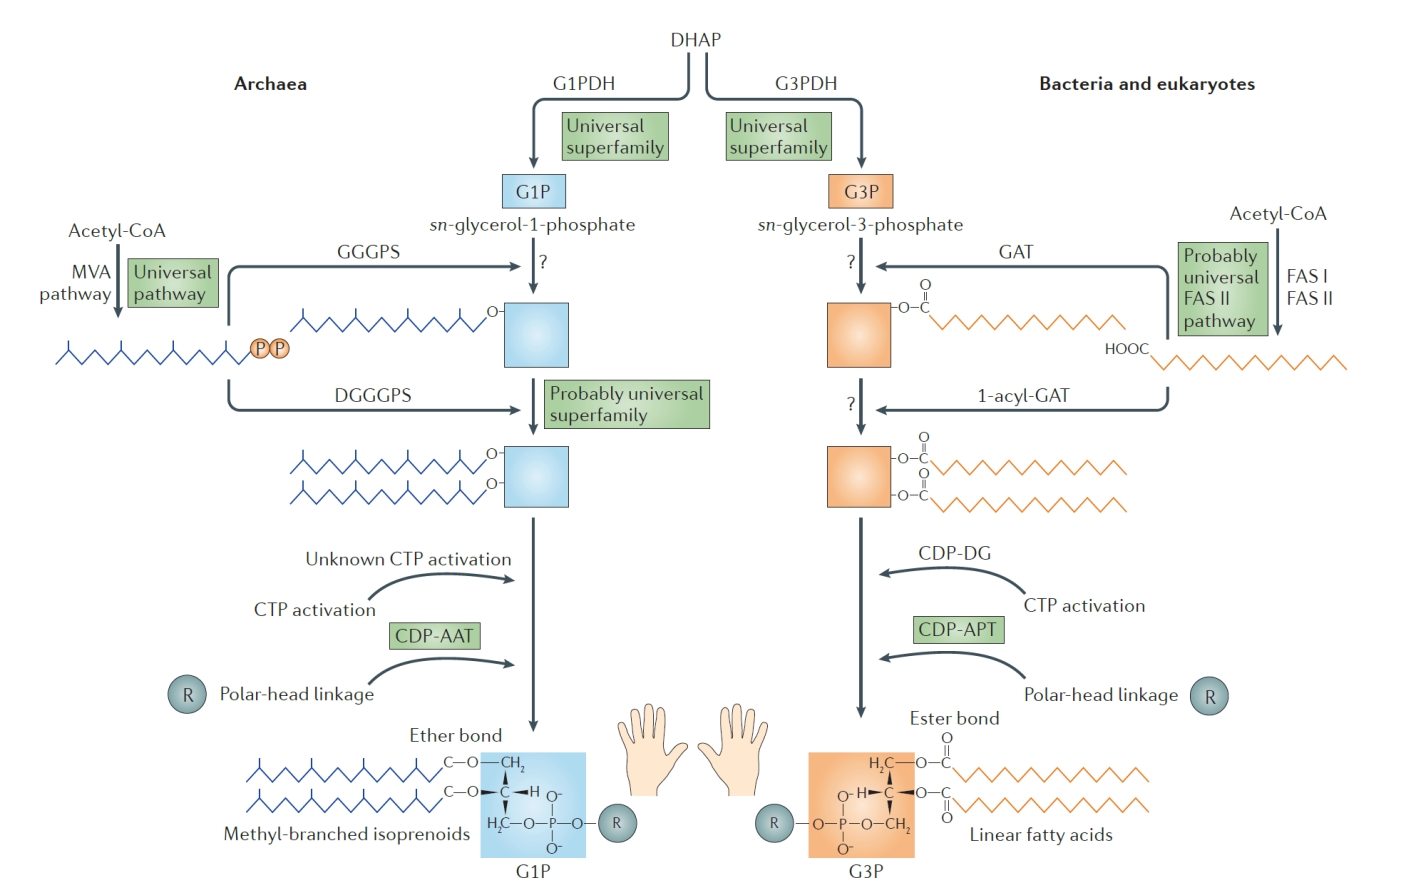 DHAP
Archaea
G1PDH
G3PDH
Bacteria and eukaryotes
Universal
superfamily
Universal
superfamily
G1P
G3P
sn-glycerol-1-phosphate
sn-glycerol-3-phosphate
Acetyl-CoA
MVA
pathway
Universal
pathway
GGGPS
?
?
GAT
Acetyl-CoA
Probably
universal
FAS II
pathway
FAS I
FAS II
O
O
O C
P P
HOOC
DGGGPS
Probably universal
superfamily
?
1-acyl-GAT
O
O
O
O C
O
O C
Unknown CTP activation
CTP activation
CDP-DG
CTP activation
CDP-AAT
CDP-APT
R Polar-head linkage
Polar-head linkage R
Ether bond
Ester bond
C–O–CH2
C–O–C–H
H2C–O–P–O–R
O-
O-
Methyl-branched isoprenoids
G1P
O
H2C–O–C
O- H–C–O–C
O
R–O–P–O–CH2
O-
Linear fatty acids
G3P